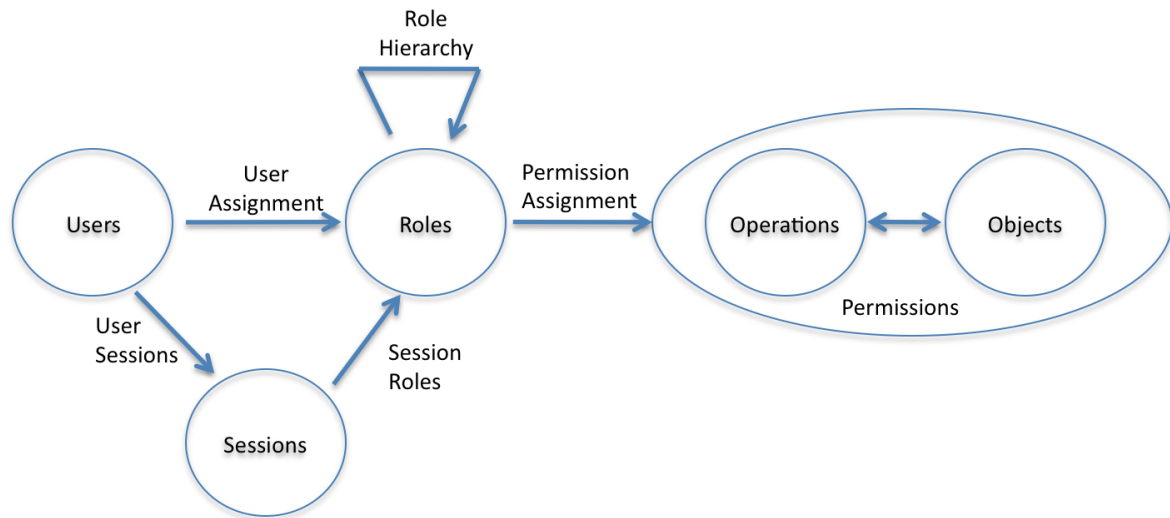 Role
Hierarchy
User
Assignment
Permission
Assignment
Users
Roles
Operations
Objects
Permissions
User
Sessions
Session
Roles
Sessions